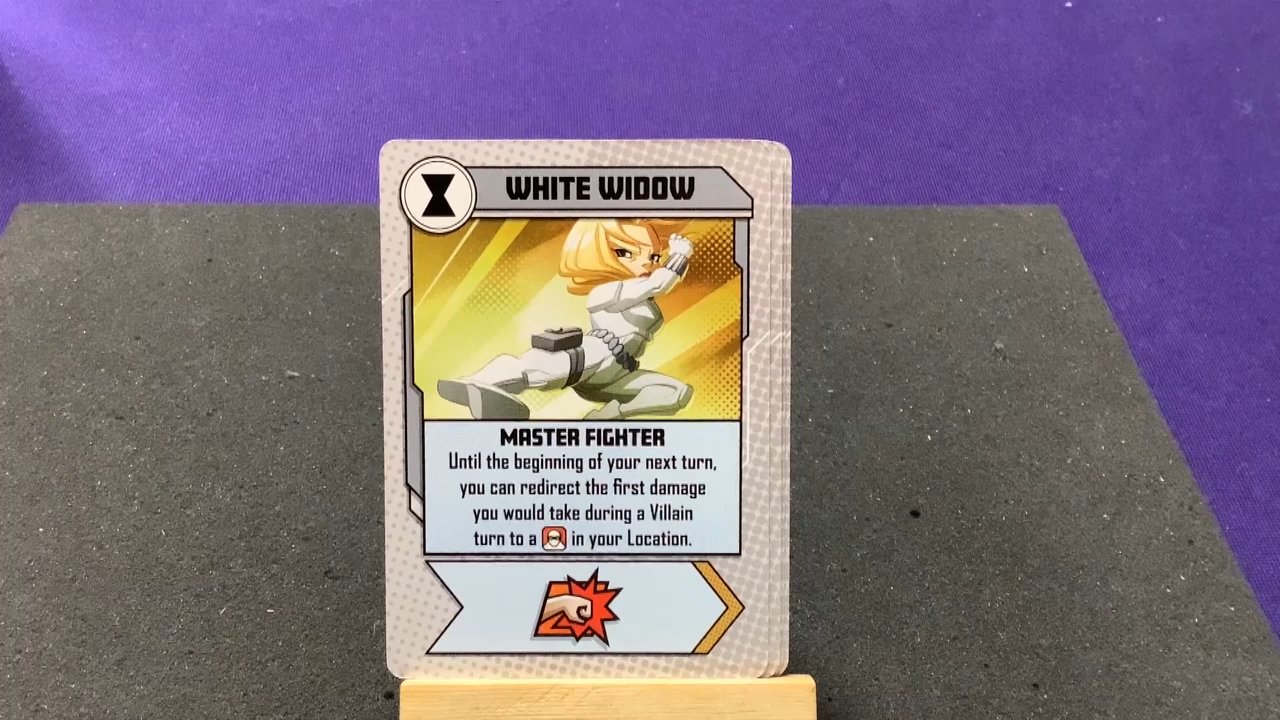 WHITE WIDOW
MASTER FIGHTER
Until the beginning of your next turn,
you can redirect the first damage
you would take during a Villain
turn to a in your Location.